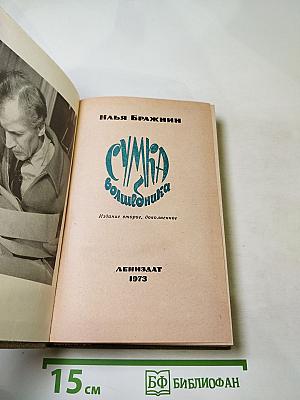 Илья Бражнин
Сумка
волшебника
Издание второе, дополненное
ЛЕНИЗДАТ
1973
15 см
БФ БИБЛИОФАН